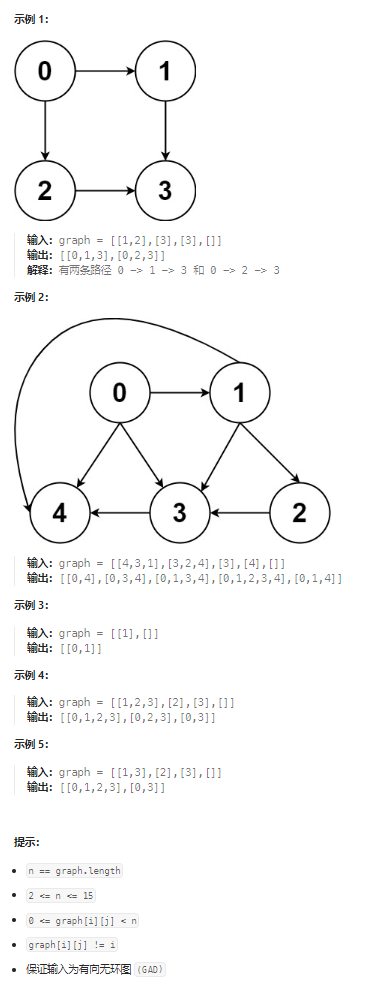 示例 1：
0 1
2 3
输入：graph = [[1,2],[3],[3],[]]
输出：[[0,1,3],[0,2,3]]
解释：有两条路径 0 -> 1 -> 3 和 0 -> 2 -> 3
示例 2：
0 1
4 3 2
输入：graph = [[4,3,1],[3,2,4],[3],[4],[]]
输出：[[0,4],[0,3,4],[0,1,3,4],[0,1,2,3,4],[0,1,4]]
示例 3：
输入：graph = [[1],[]]
输出：[[0,1]]
示例 4：
输入：graph = [[1,2,3],[2],[3],[]]
输出：[[0,1,2,3],[0,2,3],[0,3]]
示例 5：
输入：graph = [[1,3],[2],[3],[]]
输出：[[0,1,2,3],[0,3]]
提示：
n == graph.length
2 <= n <= 15
0 <= graph[i][j] < n
graph[i][j] != i
保证输入为有向无环图 (GAD)